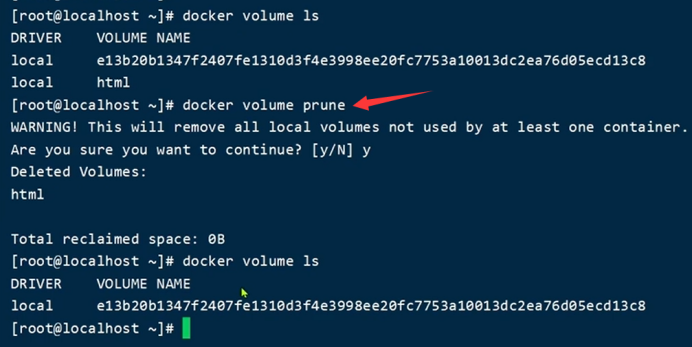 [root@localhost ~]# docker volume ls
DRIVER    VOLUME NAME
local     e13b20b1347f2407fe1310d3f4e3998ee20fc7753a10013dc2ea76d05ecd13c8
local     html
[root@localhost ~]# docker volume prune
WARNING! This will remove all local volumes not used by at least one container.
Are you sure you want to continue? [y/N] y
Deleted Volumes:
html
Total reclaimed space: 0B
[root@localhost ~]# docker volume ls
DRIVER    VOLUME NAME
local     e13b20b1347f2407fe1310d3f4e3998ee20fc7753a10013dc2ea76d05ecd13c8
[root@localhost ~]#